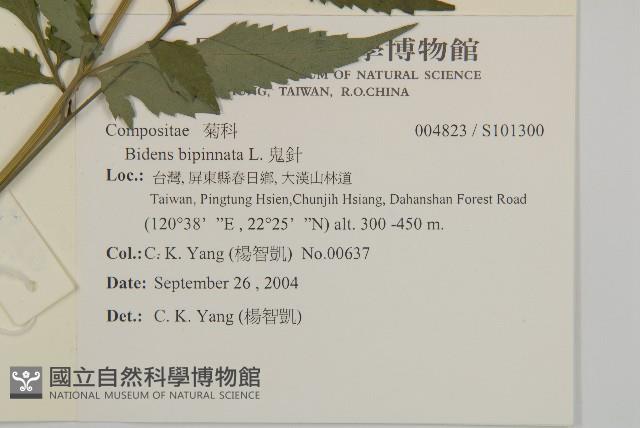 學博物館
OF NATURAL SCIENCE
TAIWAN, R.O.CHINA
Compositae 菊科 004823 / S101300
Bidens bipinnata L. 鬼針
Loc.: 台灣, 屏東縣春日鄉, 大漢山林道
Taiwan, Pingtung Hsien,Chunjih Hsiang, Dahanshan Forest Road
(120°38’ ”E , 22°25’ ”N) alt. 300 -450 m.
Col.: C. K. Yang (楊智凱) No.00637
Date: September 26 , 2004
Det.: C. K. Yang (楊智凱)
國立自然科學博物館
NATIONAL MUSEUM OF NATURAL SCIENCE